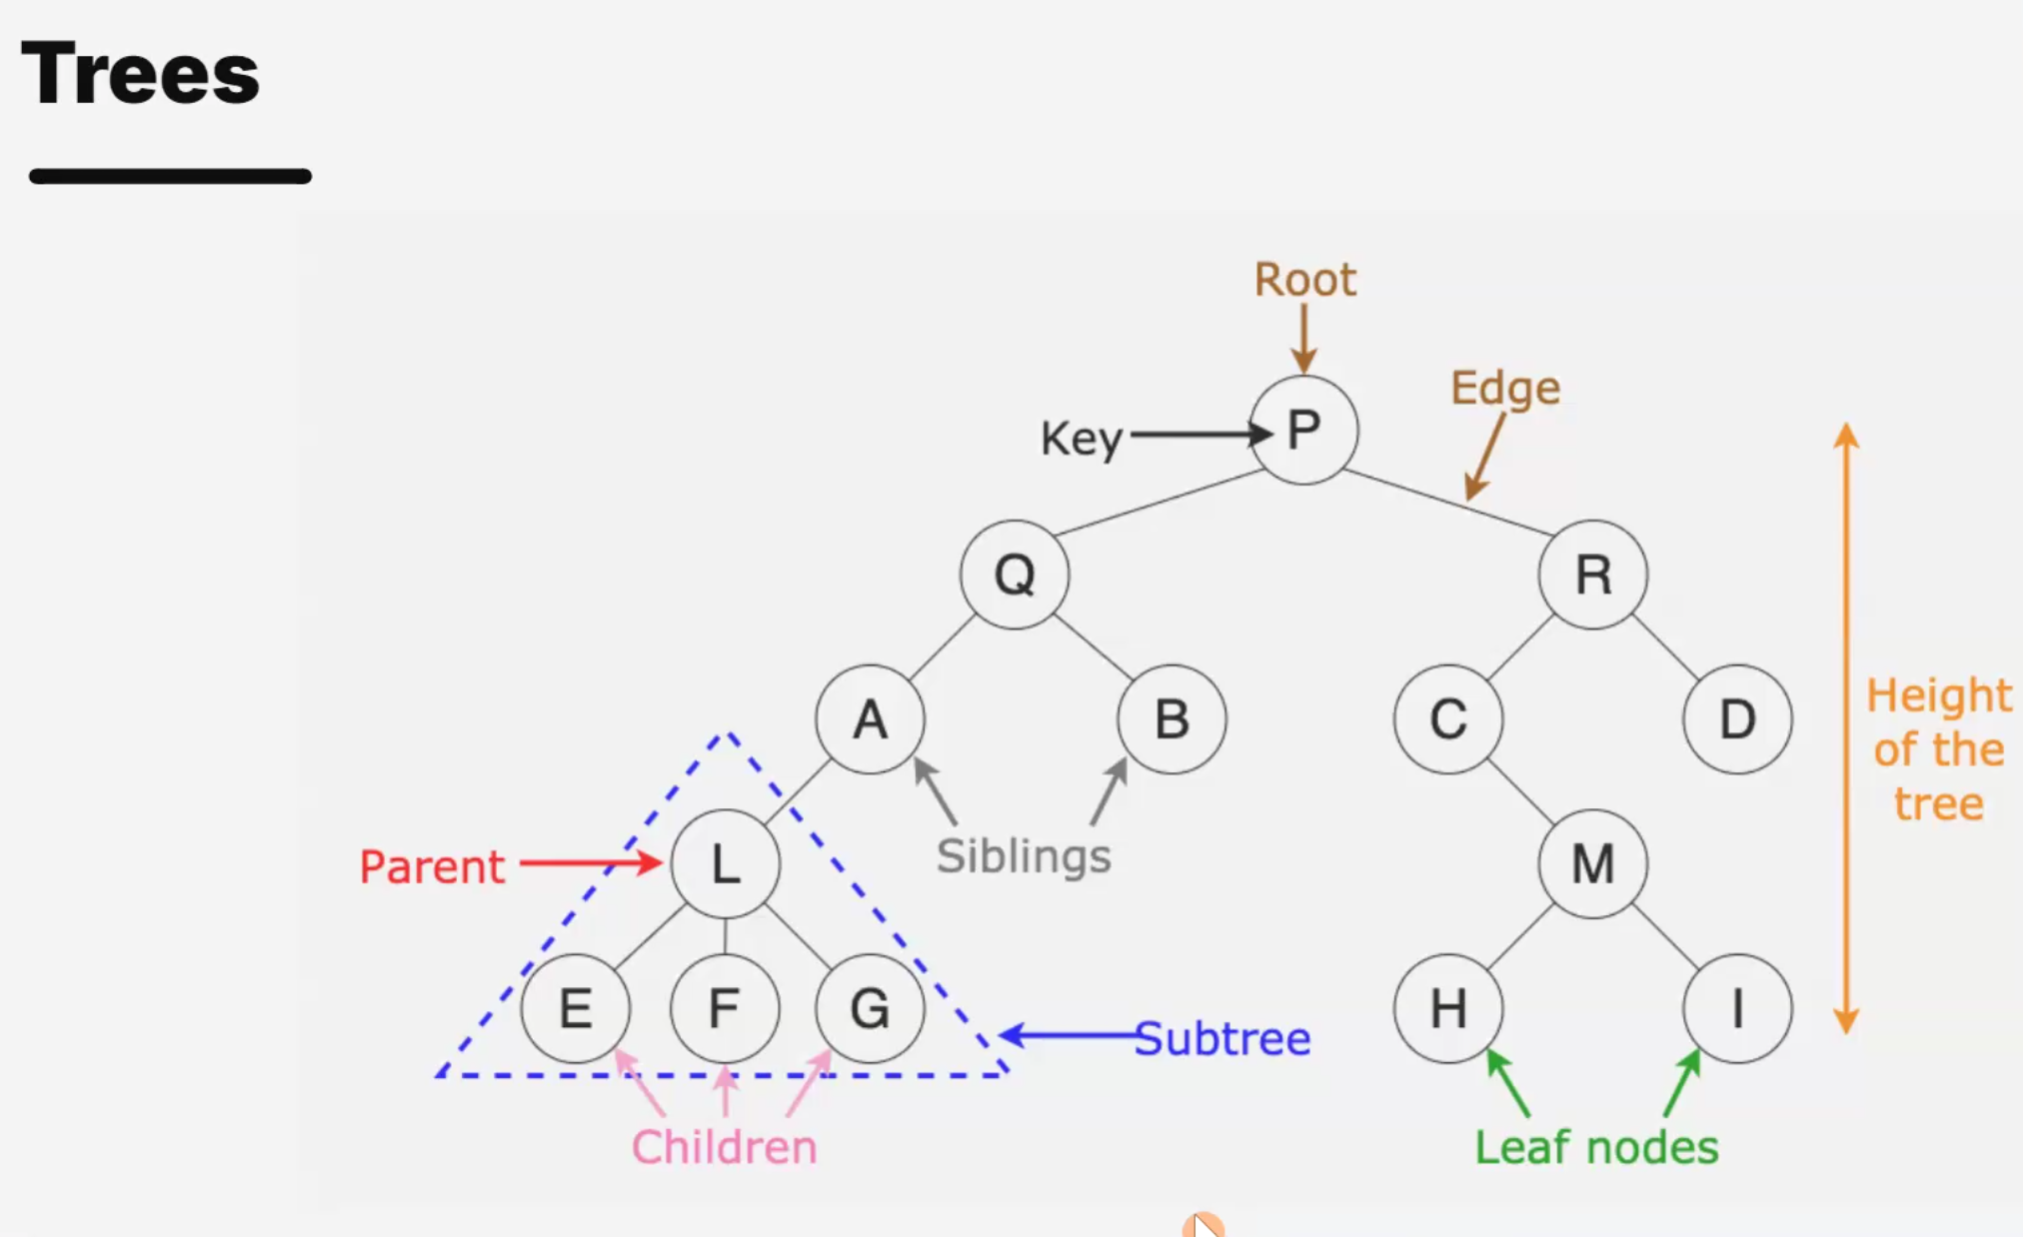 Trees
Root
Edge
Key
P
Q
R
A
B
C
D
Height
of the
tree
Parent
L
Siblings
M
E
F
G
H
I
Subtree
Children
Leaf nodes